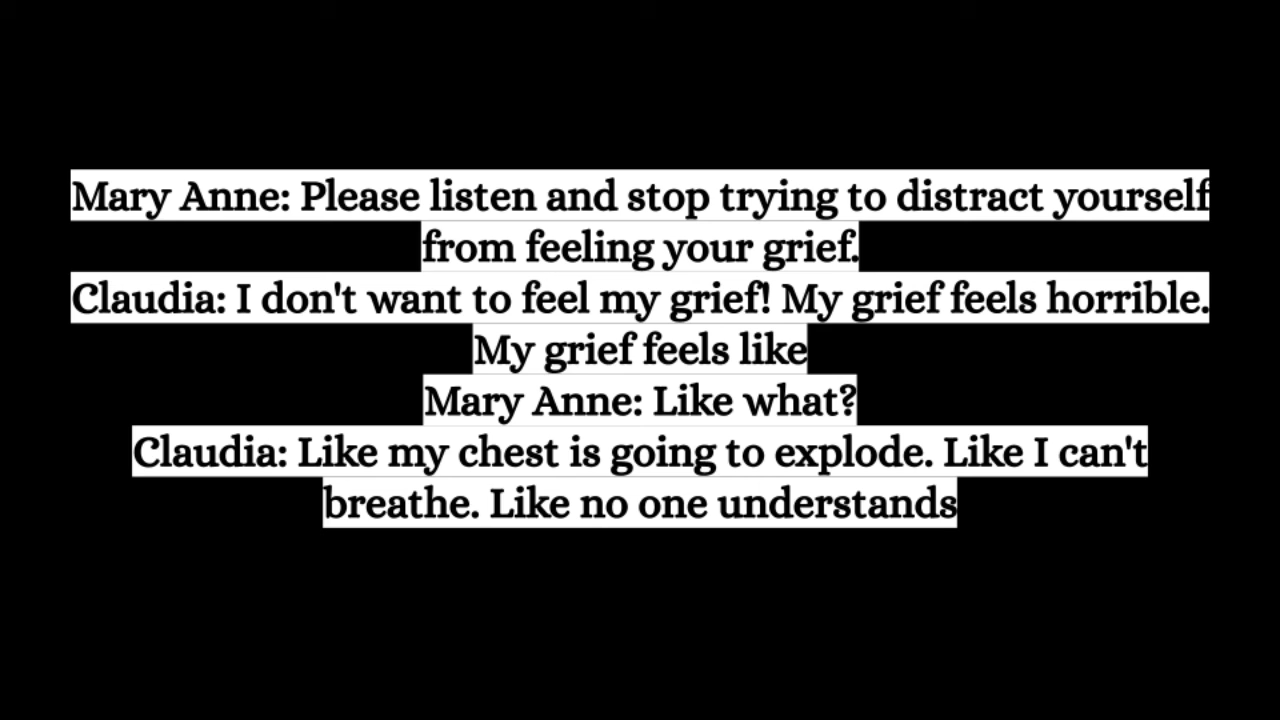 Mary Anne: Please listen and stop trying to distract yourself
from feeling your grief.
Claudia: I don't want to feel my grief! My grief feels horrible.
My grief feels like
Mary Anne: Like what?
Claudia: Like my chest is going to explode. Like I can't
breathe. Like no one understands